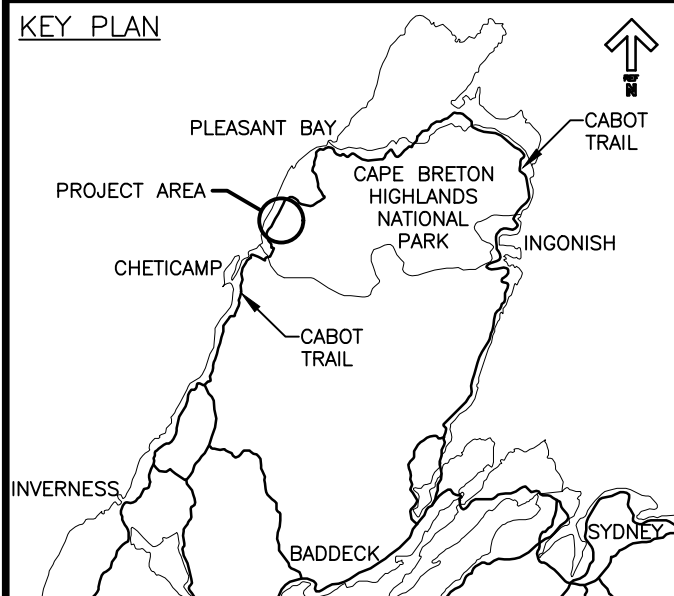 KEY PLAN
REF
N
PLEASANT BAY
CABOT
TRAIL
PROJECT AREA
CAPE BRETON
HIGHLANDS
NATIONAL
PARK
INGONISH
CHETICAMP
CABOT
TRAIL
INVERNESS
BADDECK
SYDNEY